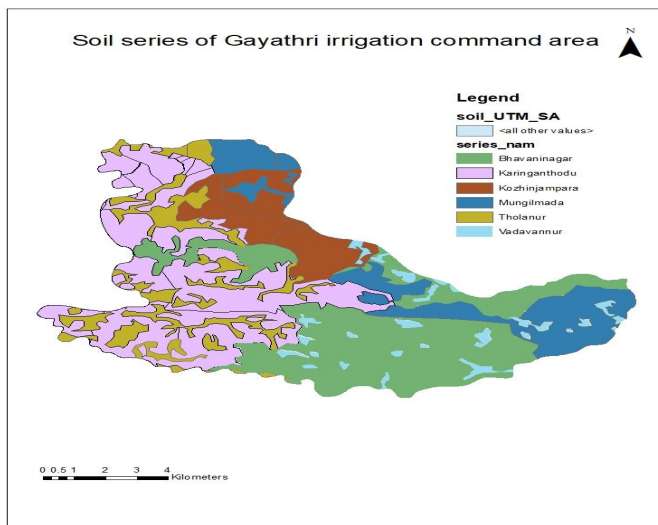 Soil series of Gayathri irrigation command area
N
Legend
soil_UTM_SA
<all other values>
series_nam
Bhavaninagar
Karinganthodu
Kozhinjampara
Mungilmada
Tholanur
Vadavannur
0 0.5 1 2 3 4
Kilometers